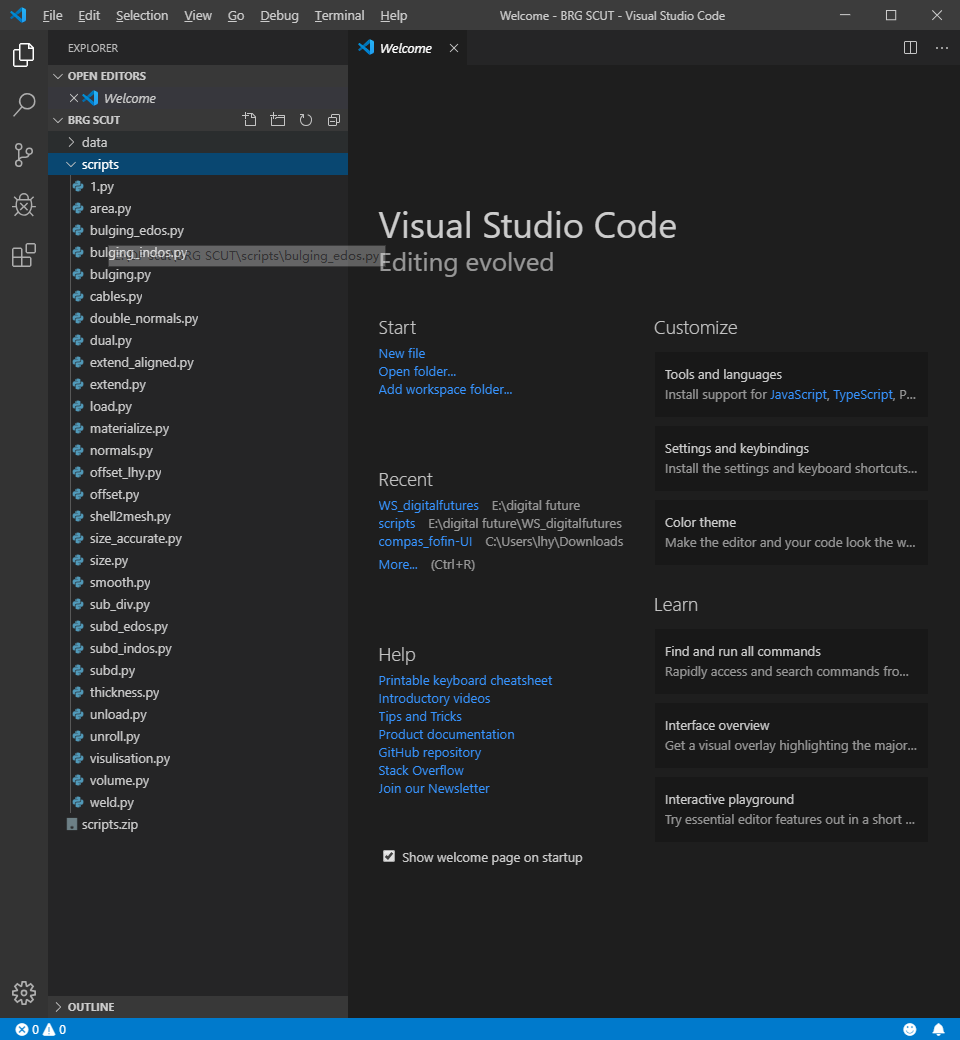 File Edit Selection View Go Debug Terminal Help
Welcome - BRG SCUT - Visual Studio Code
EXPLORER
OPEN EDITORS
Welcome
BRG SCUT
data
scripts
1.py
area.py
bulging_edos.py
bulging_indos.py
BRG SCUT\scripts\bulging_edos.py
bulging.py
cables.py
double_normals.py
dual.py
extend_aligned.py
extend.py
load.py
materialize.py
normals.py
offset_lhy.py
offset.py
shell2mesh.py
size_accurate.py
size.py
smooth.py
sub_div.py
subd_edos.py
subd_indos.py
subd.py
thickness.py
unload.py
unroll.py
visulisation.py
volume.py
weld.py
scripts.zip
OUTLINE
Welcome
Visual Studio Code
Editing evolved
Start
New file
Open folder...
Add workspace folder...
Recent
WS_digitalfutures E:\digital future
scripts E:\digital future\WS_digitalfutures
compas_fofin-UI C:\Users\lhy\Downloads
More... (Ctrl+R)
Help
Printable keyboard cheatsheet
Introductory videos
Tips and Tricks
Product documentation
GitHub repository
Stack Overflow
Join our Newsletter
Show welcome page on startup
Customize
Tools and languages
Install support for JavaScript, TypeScript, P...
Settings and keybindings
Install the settings and keyboard shortcuts...
Color theme
Make the editor and your code look the w...
Learn
Find and run all commands
Rapidly access and search commands fro...
Interface overview
Get a visual overlay highlighting the major...
Interactive playground
Try essential editor features out in a short ...
0 0